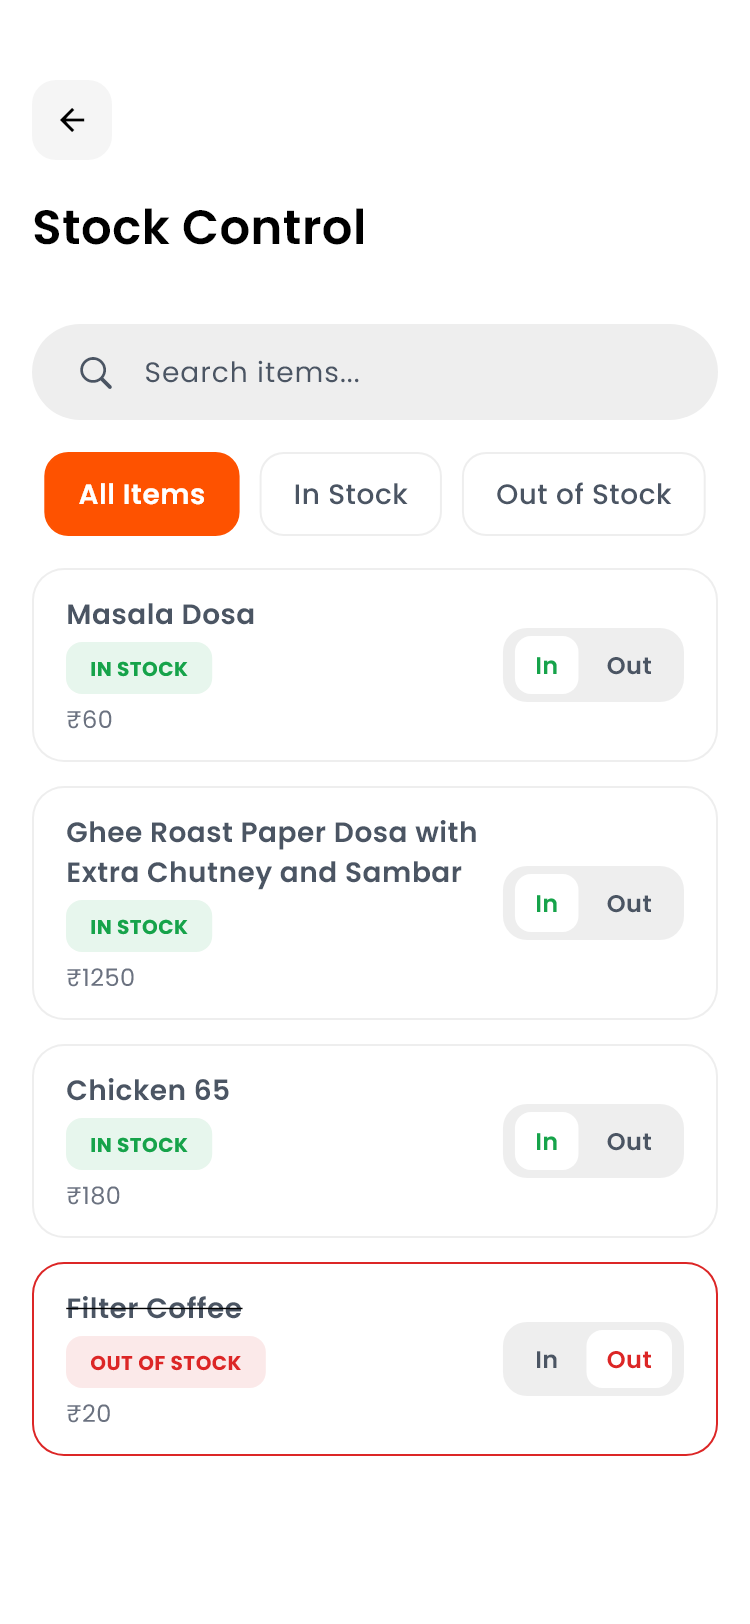 Stock Control
Search items...
All Items
In Stock
Out of Stock
Masala Dosa
IN STOCK
₹60
In
Out
Ghee Roast Paper Dosa with
Extra Chutney and Sambar
IN STOCK
₹1250
In
Out
Chicken 65
IN STOCK
₹180
In
Out
Filter Coffee
OUT OF STOCK
₹20
In
Out